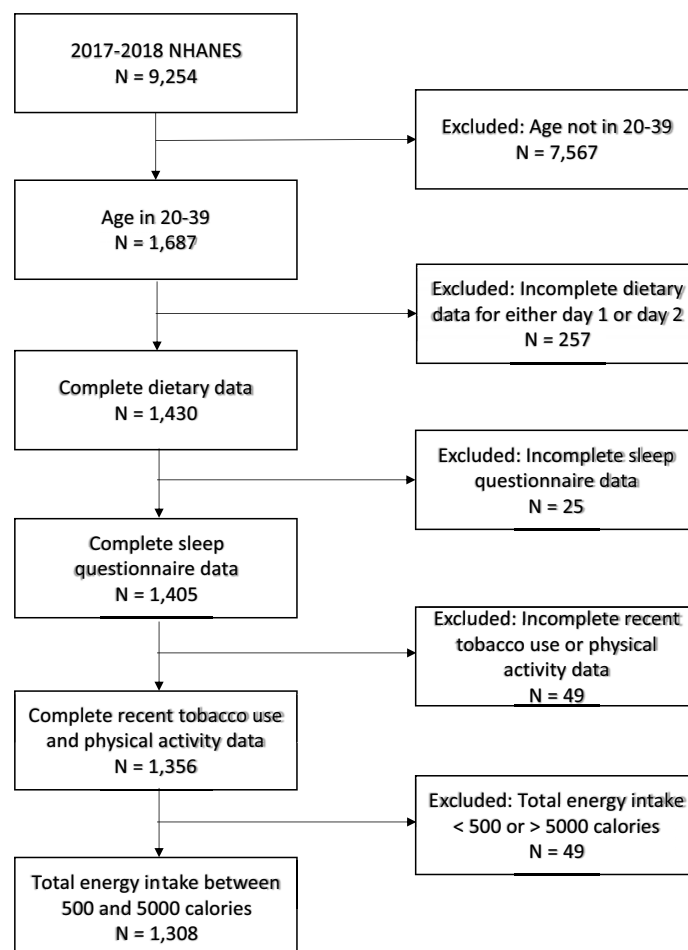 2017-2018 NHANES
N = 9,254
Excluded: Age not in 20-39
N = 7,567
Age in 20-39
N = 1,687
Excluded: Incomplete dietary
data for either day 1 or day 2
N = 257
Complete dietary data
N = 1,430
Excluded: Incomplete sleep
questionnaire data
N = 25
Complete sleep
questionnaire data
N = 1,405
Excluded: Incomplete recent
tobacco use or physical
activity data
N = 49
Complete recent tobacco use
and physical activity data
N = 1,356
Excluded: Total energy intake
< 500 or > 5000 calories
N = 49
Total energy intake between
500 and 5000 calories
N = 1,308